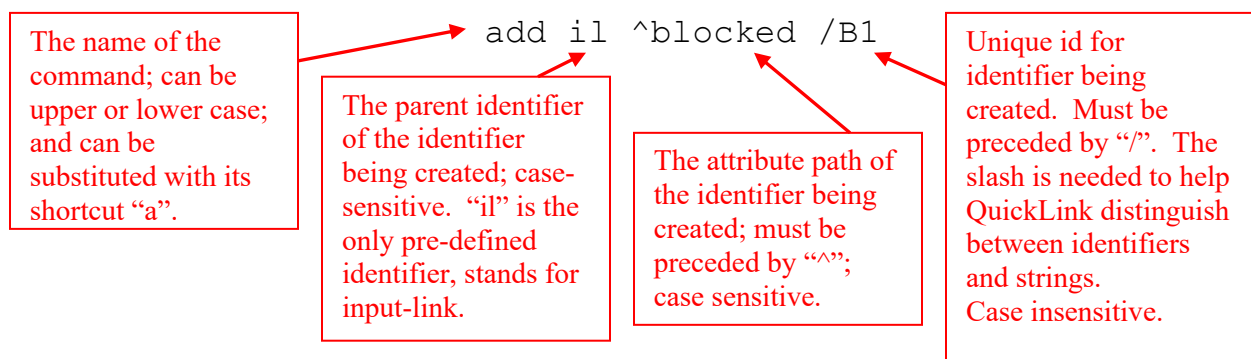 add il ^blocked /B1
The name of the
command; can be
upper or lower case;
and can be
substituted with its
shortcut “a”.
The parent identifier
of the identifier
being created; case-
sensitive.  “il” is the
only pre-defined
identifier, stands for
input-link.
The attribute path of
the identifier being
created; must be
preceded by “^”;
case sensitive.
Unique id for
identifier being
created.  Must be
preceded by “/”.  The
slash is needed to help
QuickLink distinguish
between identifiers
and strings.
Case insensitive.